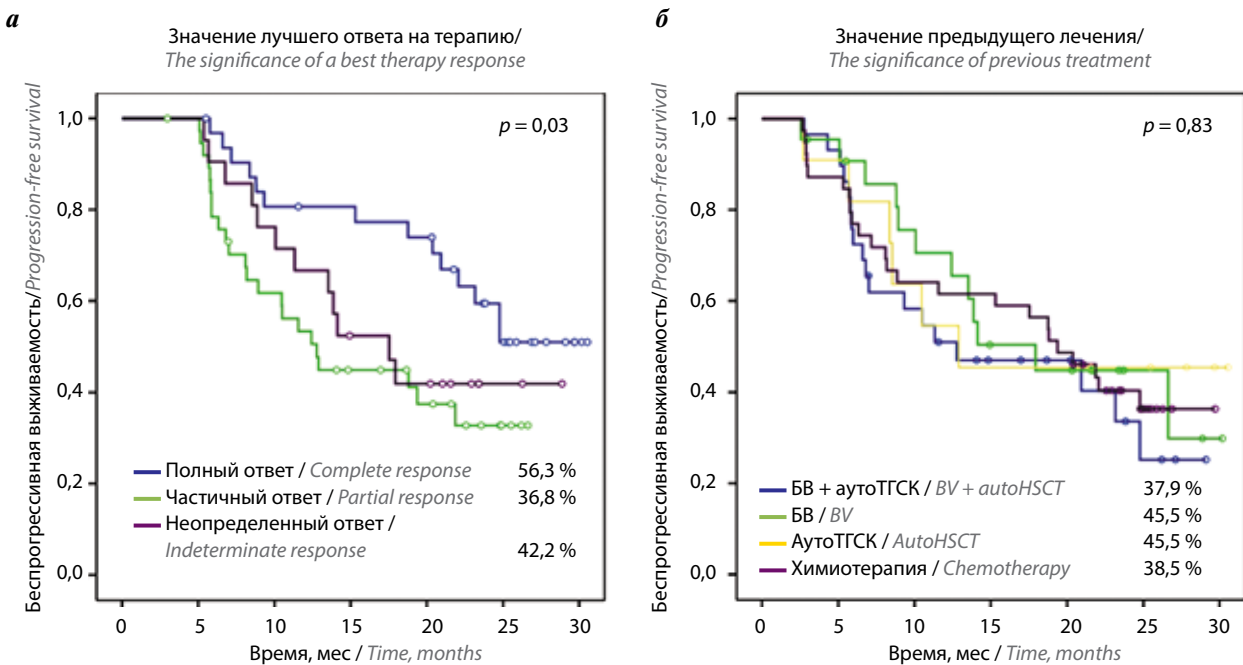 а
Значение лучшего ответа на терапию/
The significance of a best therapy response
Беспрогрессивная выживаемость/Progression-free survival
1,0
0,8
0,6
0,4
0,2
0,0
p = 0,03
Полный ответ / Complete response 56,3 %
Частичный ответ / Partial response 36,8 %
Неопределенный ответ /
Indeterminate response 42,2 %
0 5 10 15 20 25 30
Время, мес / Time, months
б
Значение предыдущего лечения/
The significance of previous treatment
Беспрогрессивная выживаемость/Progression-free survival
1,0
0,8
0,6
0,4
0,2
0,0
p = 0,83
БВ + аутоТГСК / BV + autoHSCT 37,9 %
БВ / BV 45,5 %
АутоТГСК / AutoHSCT 45,5 %
Химиотерапия / Chemotherapy 38,5 %
0 5 10 15 20 25 30
Время, мес / Time, months